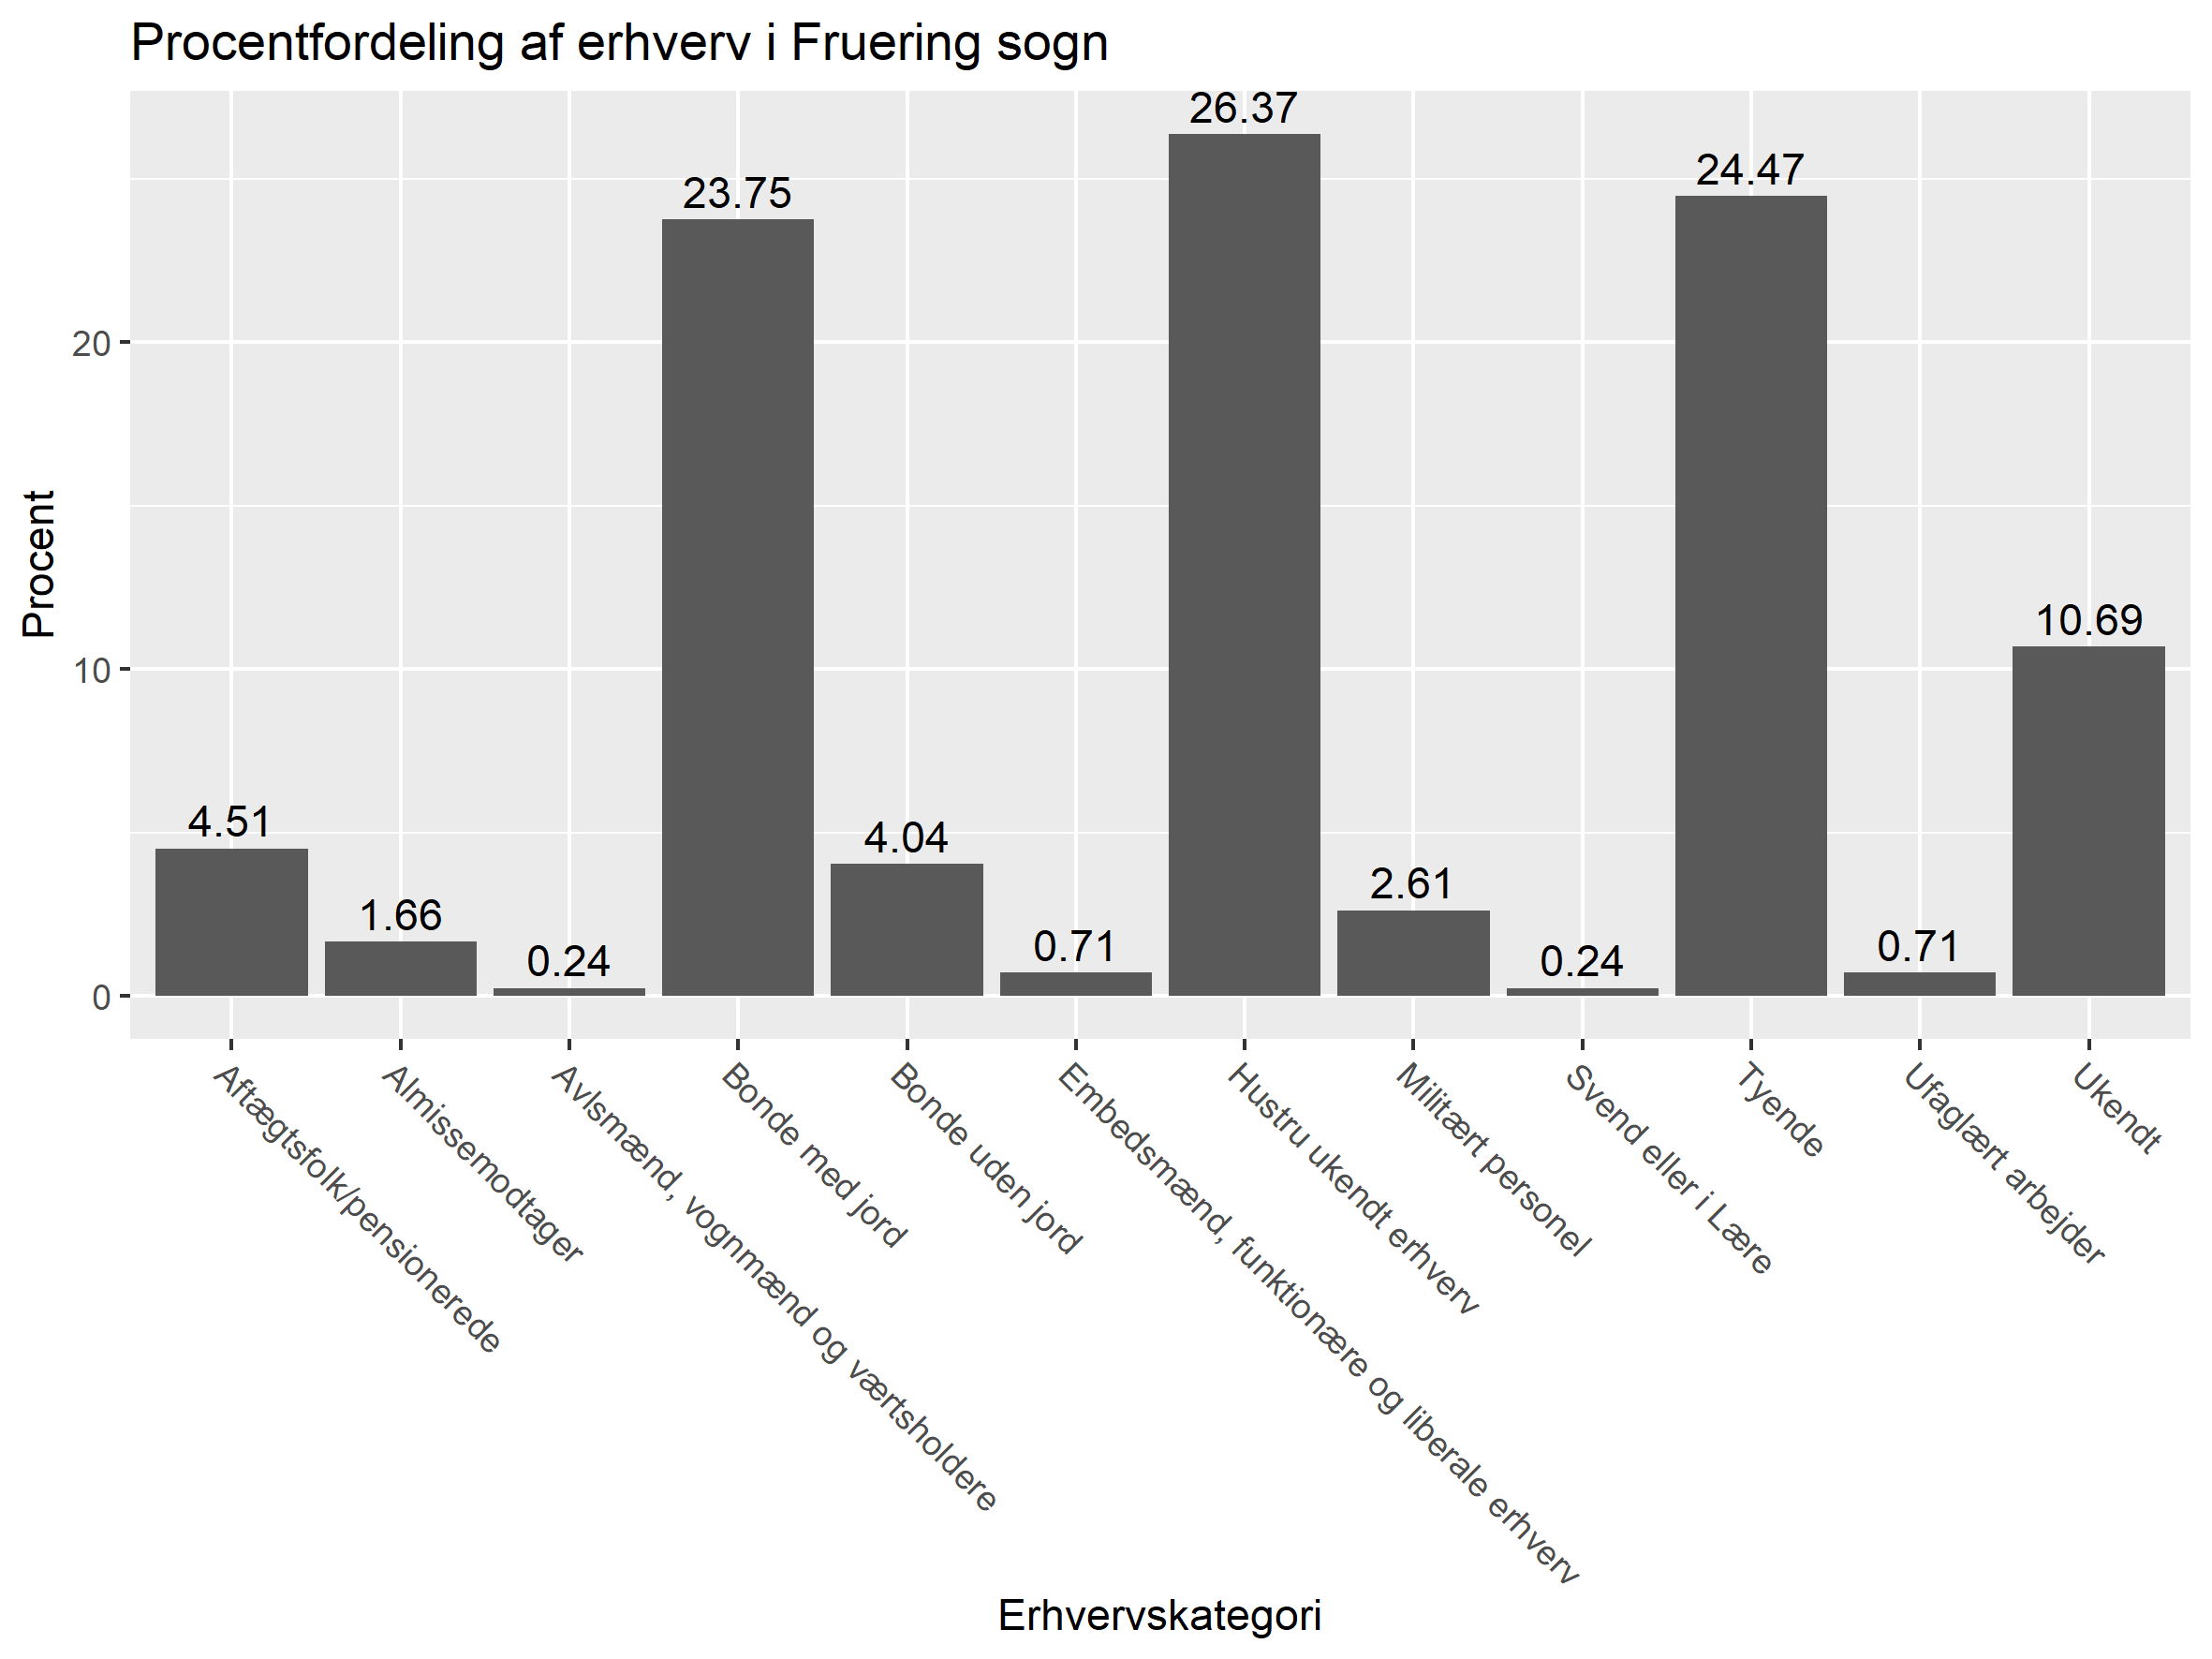 Procentfordeling af erhverv i Fruering sogn
26.37
24.47
23.75
10.69
4.51
4.04
2.61
1.66
0.71
0.71
0.24
0.24
Procent
20
10
0
Aftægtsfolk/pensionerede
Almissemodtager
Avlsmænd, vognmænd og værtsholdere
Bonde med jord
Bonde uden jord
Embedsmænd, funktionære og liberale erhverv
Hustru ukendt erhverv
Militært personel
Svend eller i Lære
Tyende
Ufaglært arbejder
Ukendt
Erhvervskategori